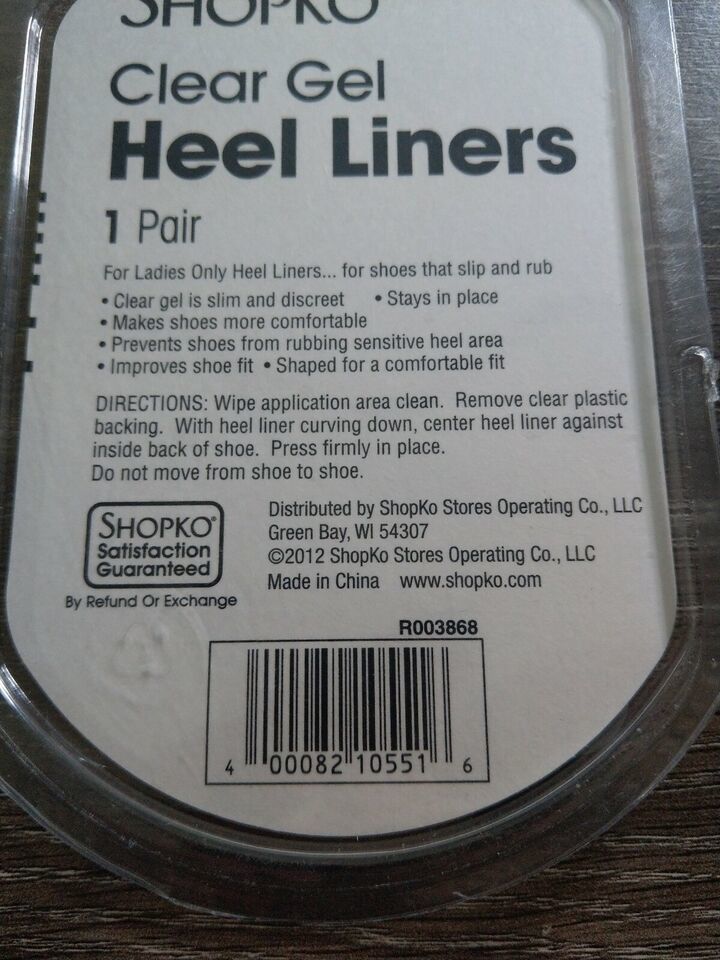 SHOPKO
Clear Gel
Heel Liners
1 Pair
For Ladies Only Heel Liners... for shoes that slip and rub
• Clear gel is slim and discreet • Stays in place
• Makes shoes more comfortable
• Prevents shoes from rubbing sensitive heel area
• Improves shoe fit • Shaped for a comfortable fit
DIRECTIONS: Wipe application area clean. Remove clear plastic
backing. With heel liner curving down, center heel liner against
inside back of shoe. Press firmly in place.
Do not move from shoe to shoe.
SHOPKO®
Satisfaction
Guaranteed
By Refund Or Exchange
Distributed by ShopKo Stores Operating Co., LLC
Green Bay, WI 54307
©2012 ShopKo Stores Operating Co., LLC
Made in China www.shopko.com
R003868
4 00082 10551 6